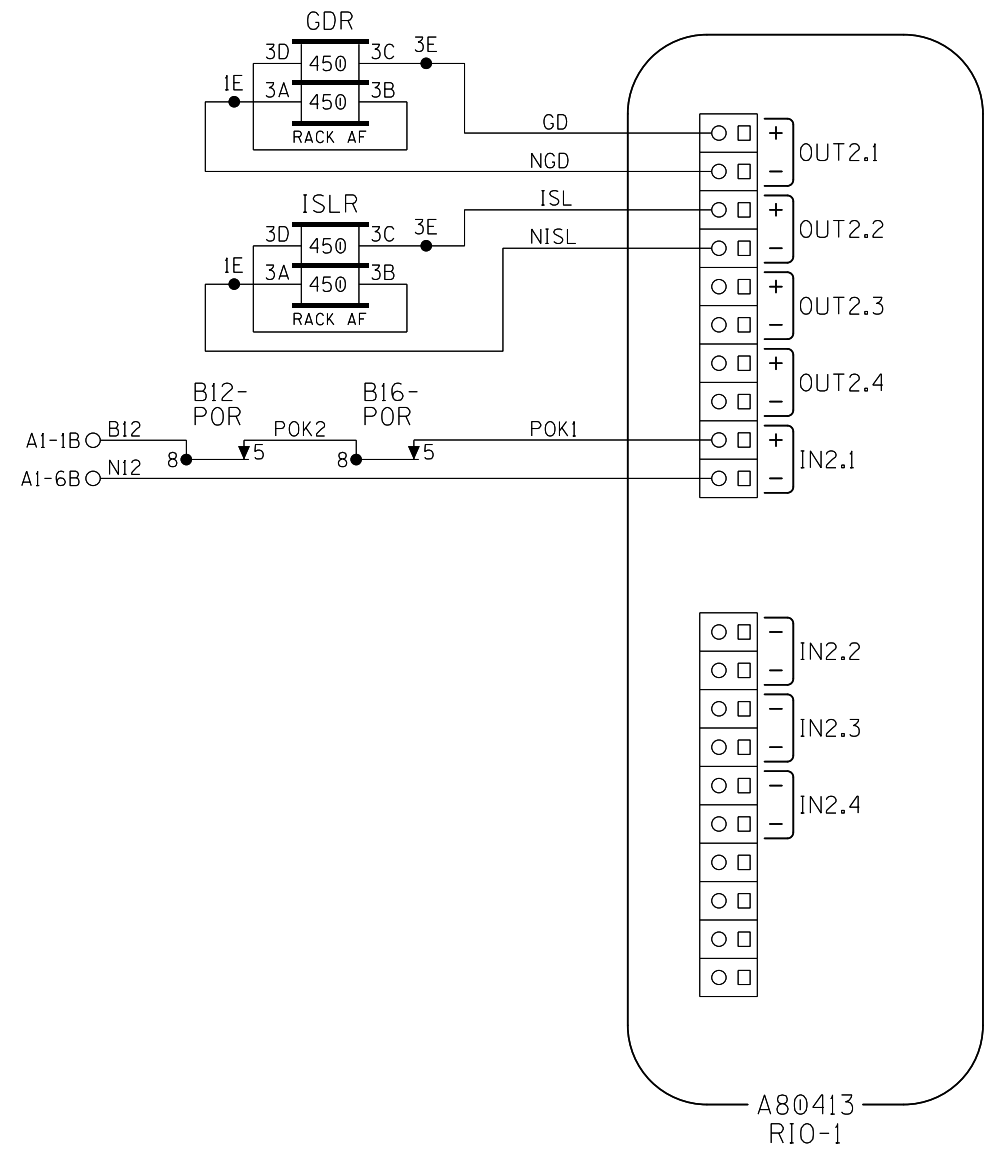 GDR
3D 450 3C 3E
1E 3A 450 3B
RACK AF
GD
NGD
+
-
OUT2.1
ISLR
3D 450 3C 3E
1E 3A 450 3B
RACK AF
ISL
NISL
+
-
OUT2.2
+
-
OUT2.3
+
-
OUT2.4
B12-
POR
B16-
POR
A1-1B B12
8 5
POK2
8 5
POK1
A1-6B N12
+
-
IN2.1
-
-
IN2.2
-
-
IN2.3
-
-
IN2.4
A80413
RIO-1